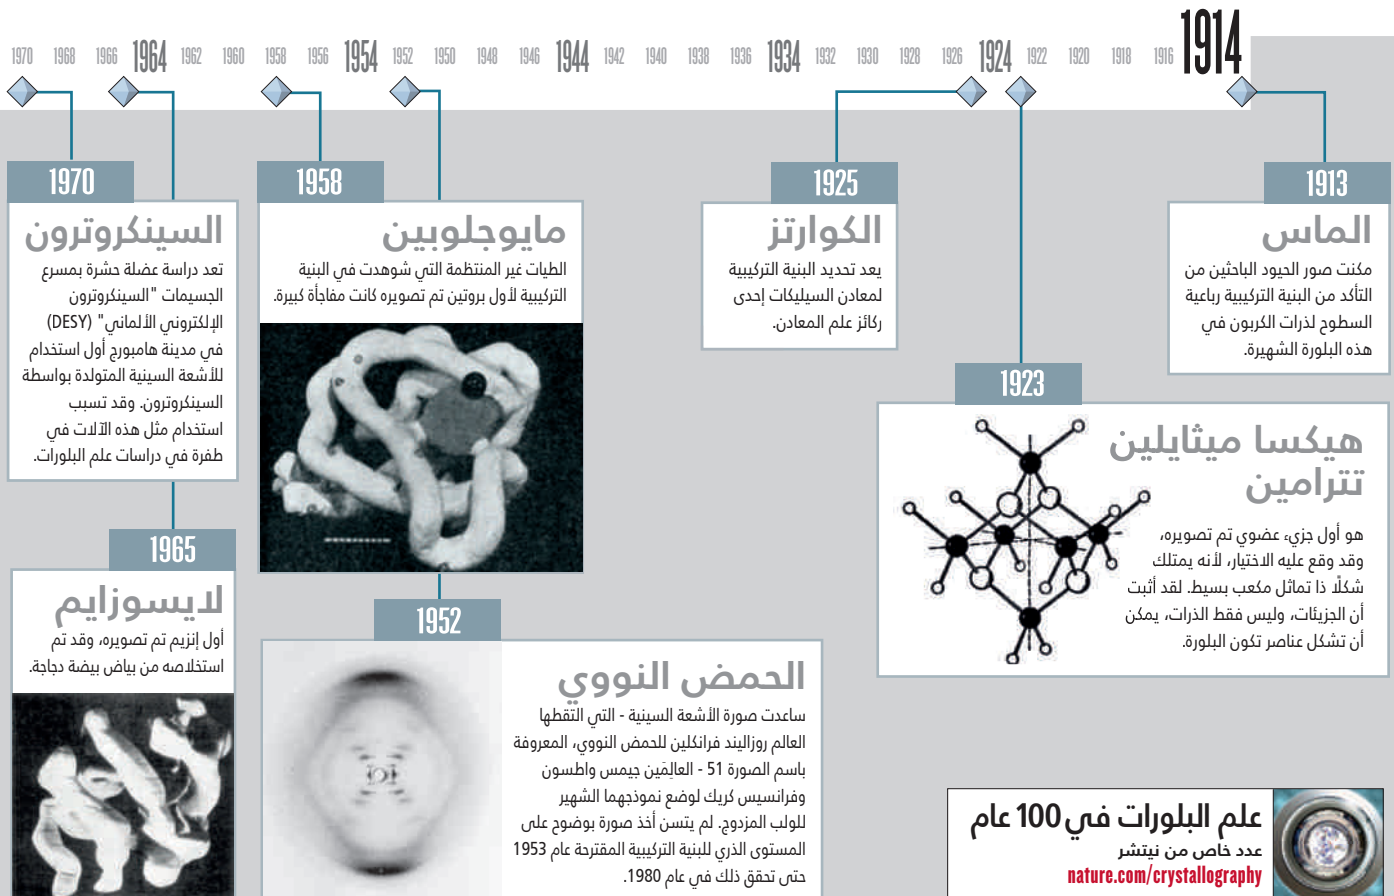 1914
1916
1918
1920
1922
1924
1926
1928
1930
1932
1934
1936
1938
1940
1942
1944
1946
1948
1950
1952
1954
1956
1958
1960
1962
1964
1966
1968
1970
1913
الماس
مكنت صور الحيود الباحثين من
التأكد من البنية التركيبية رباعية
السطوح لذرات الكربون في
هذه البلورة الشهيرة.
1923
هيكسا ميثايلين
تترامين
هو أول جزيء عضوي تم تصويره،
وقد وقع عليه الاختيار، لأنه يمتلك
شكلًا ذا تماثل مكعب بسيط. لقد أثبت
أن الجزيئات، وليس فقط الذرات، يمكن
أن تشكل عناصر تكون البلورة.
1925
الكوارتز
يعد تحديد البنية التركيبية
لمعادن السيليكات إحدى
ركائز علم المعادن.
1952
الحمض النووي
ساعدت صورة الأشعة السينية - التي التقطها
العالم روزاليند فرانكلين للحمض النووي، المعروفة
باسم الصورة 51 - العالِمَين جيمس واطسون
وفرانسيس كريك لوضع نموذجهما الشهير
للولب المزدوج. لم يتسن أخذ صورة بوضوح على
المستوى الذري للبنية التركيبية المقترحة عام 1953
حتى تحقق ذلك في عام 1980.
1958
مايوجلوبين
الطيات غير المنتظمة التي شوهدت في البنية
التركيبية لأول بروتين تم تصويره كانت مفاجأة كبيرة.
1965
لايسوزايم
أول إنزيم تم تصويره، وقد تم
استخلاصه من بياض بيضة دجاجة.
1970
السينكروترون
تعد دراسة عضلة حشرة بمسرع
الجسيمات "السينكروترون
الإلكتروني الألماني" (DESY)
في مدينة هامبورج أول استخدام
للأشعة السينية المتولدة بواسطة
السينكروترون. وقد تسبب
استخدام مثل هذه الآلات في
طفرة في دراسات علم البلورات.
علم البلورات في 100 عام
عدد خاص من نيتشر
nature.com/crystallography